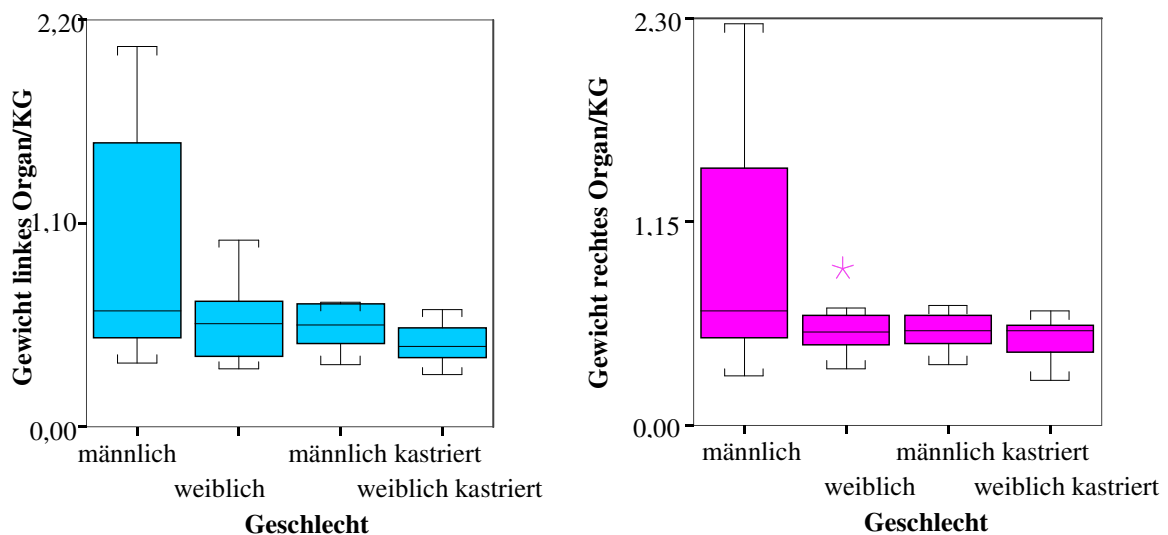 Gewicht linkes Organ/KG
2,20
1,10
0,00
männlich
weiblich
männlich kastriert
weiblich kastriert
Geschlecht
Gewicht rechtes Organ/KG
2.30
1.15
0.00
männlich
weiblich
männlich kastriert
weiblich kastriert
Geschlecht